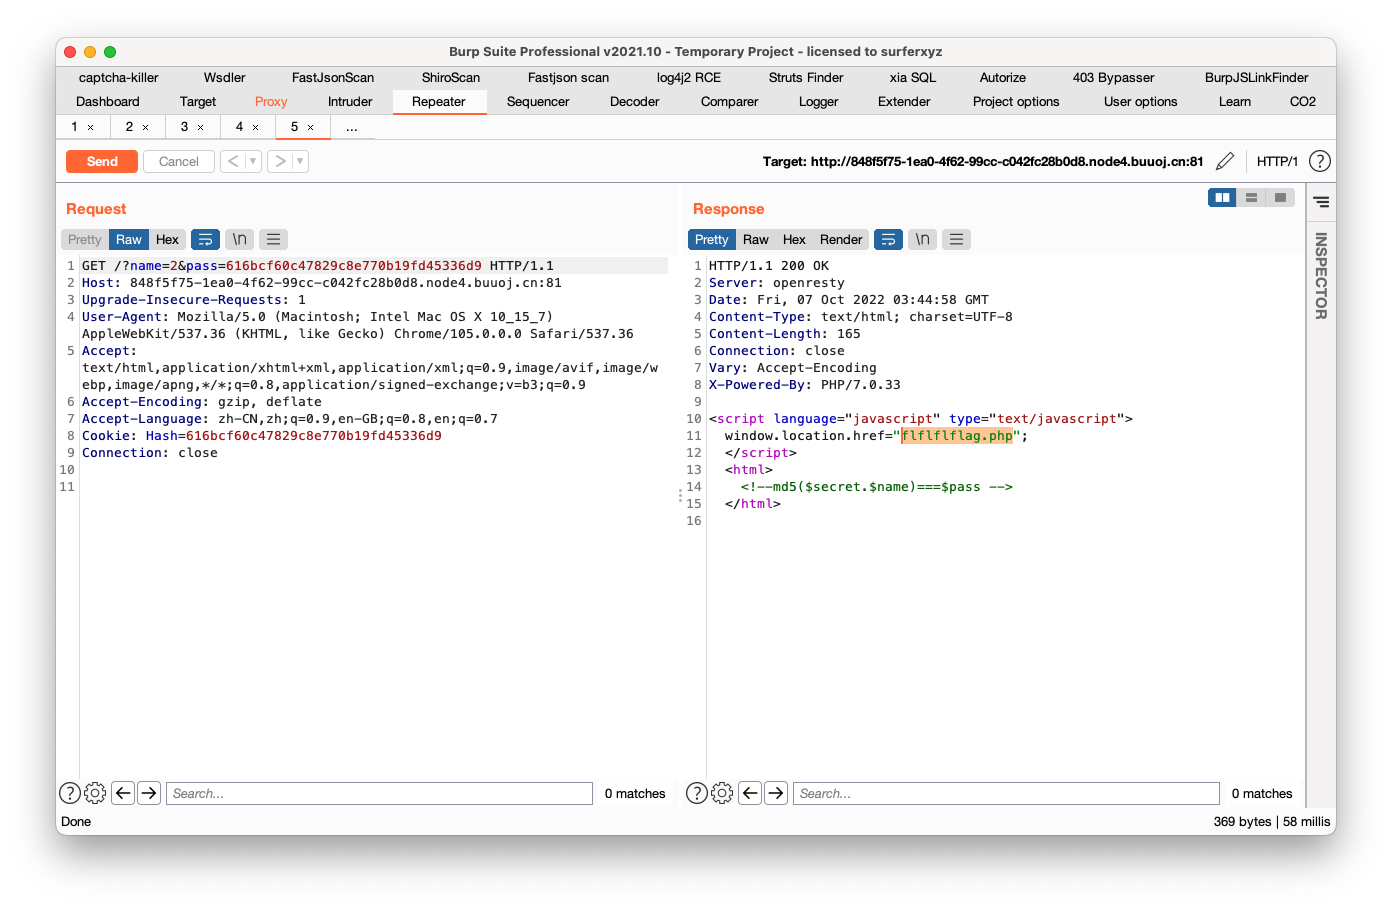 Burp Suite Professional v2021.10 - Temporary Project - licensed to surferxyz
captcha-killer Wsdler FastJsonScan ShiroScan Fastjson scan log4j2 RCE Struts Finder xia SQL Autorize 403 Bypasser BurpJSLinkFinder
Dashboard Target Proxy Intruder Repeater Sequencer Decoder Comparer Logger Extender Project options User options Learn CO2
1 × 2 × 3 × 4 × 5 × ...
Send Cancel < > Target: http://848f5f75-1ea0-4f62-99cc-c042fc28b0d8.node4.buuoj.cn:81 HTTP/1 ?
Request
Pretty Raw Hex \n
1 GET /?name=2&pass=616bcf60c47829c8e770b19fd45336d9 HTTP/1.1
2 Host: 848f5f75-1ea0-4f62-99cc-c042fc28b0d8.node4.buuoj.cn:81
3 Upgrade-Insecure-Requests: 1
4 User-Agent: Mozilla/5.0 (Macintosh; Intel Mac OS X 10_15_7)
AppleWebKit/537.36 (KHTML, like Gecko) Chrome/105.0.0.0 Safari/537.36
5 Accept:
text/html,application/xhtml+xml,application/xml;q=0.9,image/avif,image/w
ebp,image/apng,*/*;q=0.8,application/signed-exchange;v=b3;q=0.9
6 Accept-Encoding: gzip, deflate
7 Accept-Language: zh-CN,zh;q=0.9,en-GB;q=0.8,en;q=0.7
8 Cookie: Hash=616bcf60c47829c8e770b19fd45336d9
9 Connection: close
10
11
? Search... 0 matches
Response
Pretty Raw Hex Render \n
1 HTTP/1.1 200 OK
2 Server: openresty
3 Date: Fri, 07 Oct 2022 03:44:58 GMT
4 Content-Type: text/html; charset=UTF-8
5 Content-Length: 165
6 Connection: close
7 Vary: Accept-Encoding
8 X-Powered-By: PHP/7.0.33
9
10 <script language="javascript" type="text/javascript">
11 window.location.href="flflflflag.php";
12 </script>
13 <html>
14 <!--md5($secret.$name)===$pass -->
15 </html>
16
? Search... 0 matches
INSPECTOR
Done 369 bytes | 58 millis